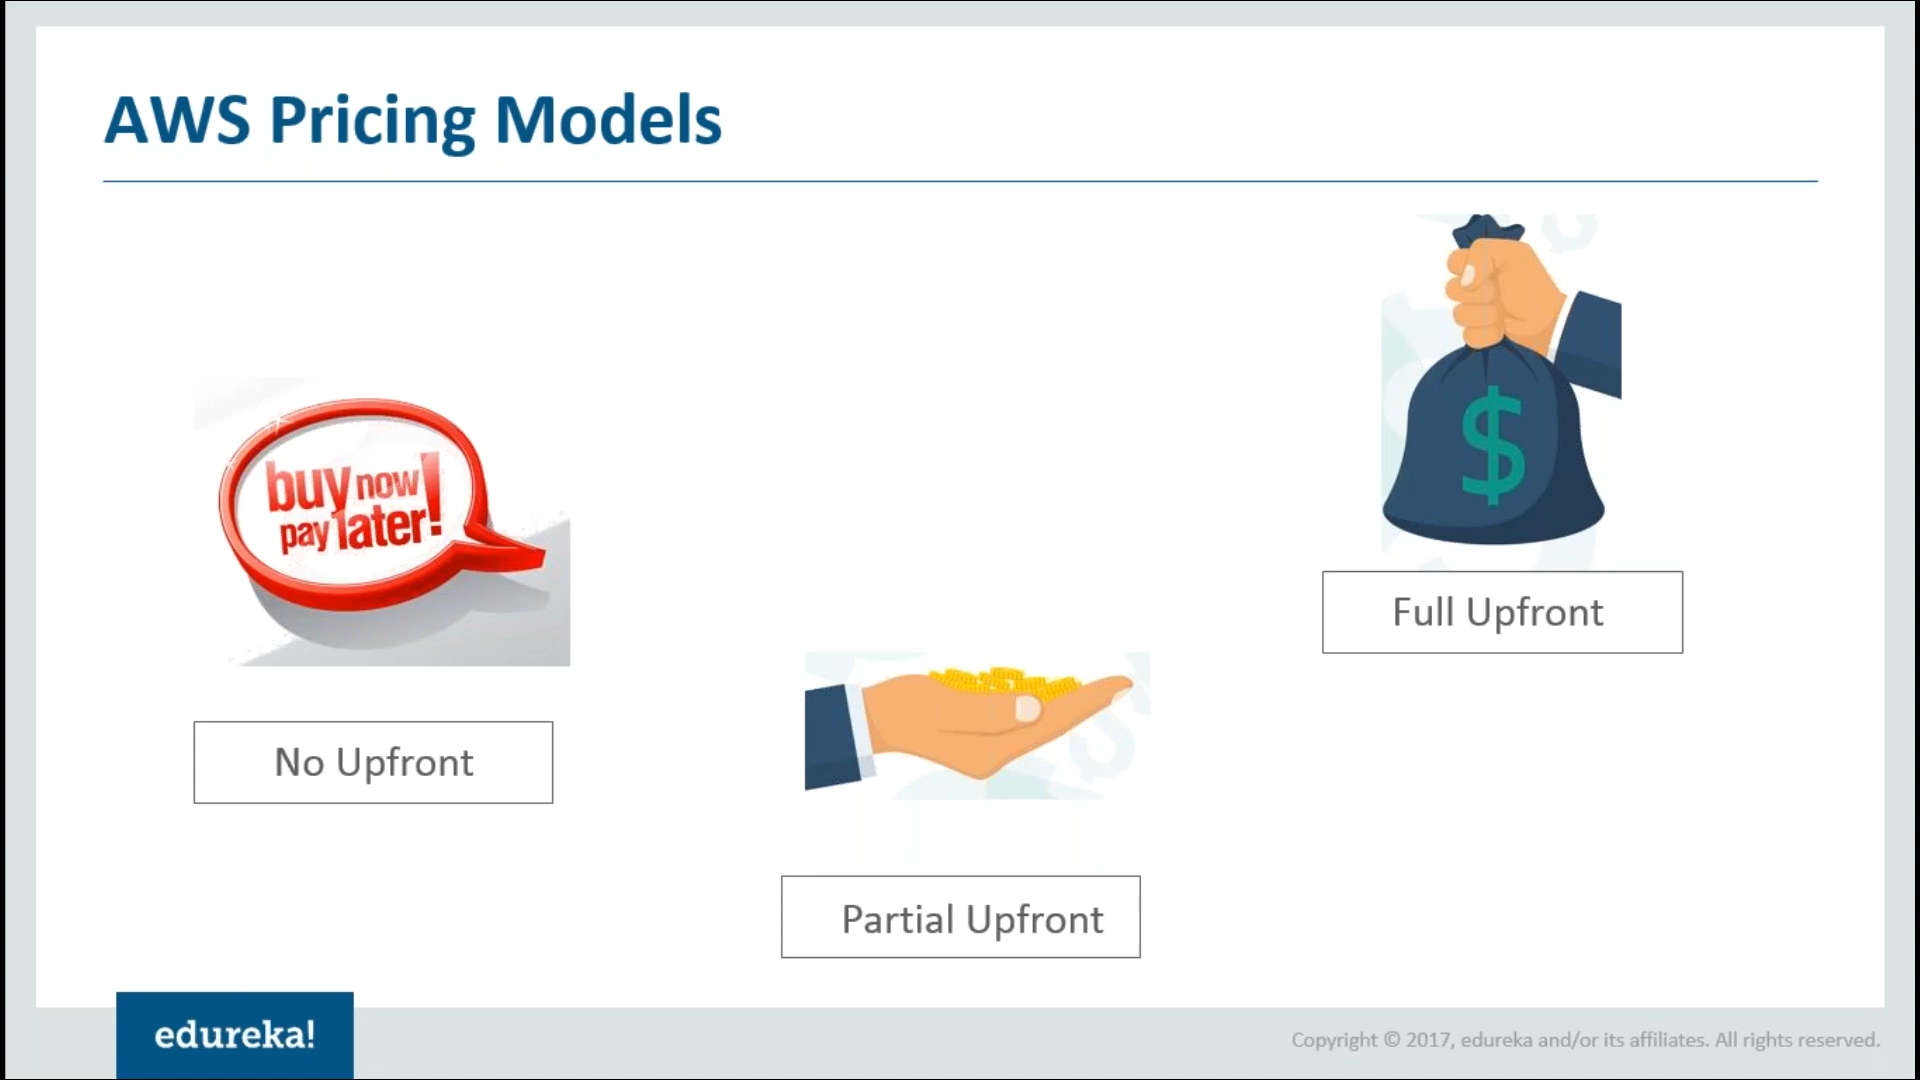 AWS Pricing Models
buy now
pay later!
$
No Upfront
Partial Upfront
Full Upfront
edureka!
Copyright © 2017, edureka and/or its affiliates. All rights reserved.